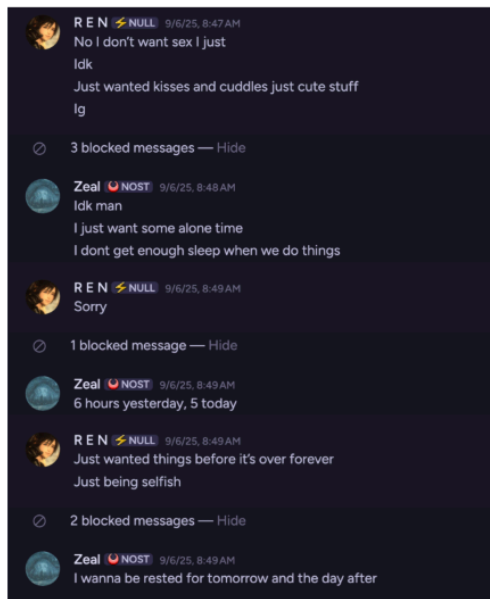 R E N ⚡NULL 9/6/25, 8:47 AM
No I don't want sex I just
Idk
Just wanted kisses and cuddles just cute stuff
Ig
3 blocked messages — Hide
Zeal NOST 9/6/25, 8:48 AM
Idk man
I just want some alone time
I dont get enough sleep when we do things
R E N ⚡NULL 9/6/25, 8:49 AM
Sorry
1 blocked message — Hide
Zeal NOST 9/6/25, 8:49 AM
6 hours yesterday, 5 today
R E N ⚡NULL 9/6/25, 8:49 AM
Just wanted things before it's over forever
Just being selfish
2 blocked messages — Hide
Zeal NOST 9/6/25, 8:49 AM
I wanna be rested for tomorrow and the day after